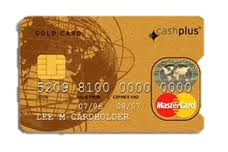 GOLD CARD cashplus
5209 8100 0000 0000
07/06 08/07
LEE M CARDHOLDER
MasterCard